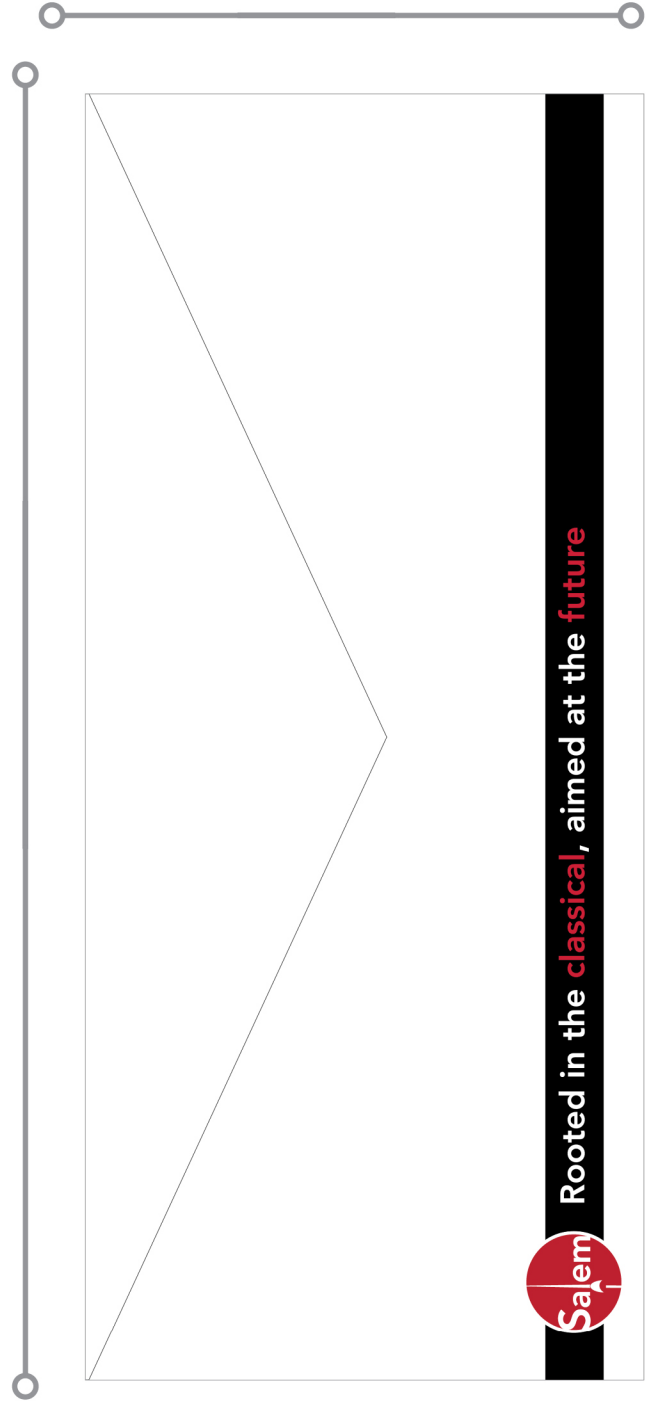 Salem
Rooted in the classical, aimed at the future